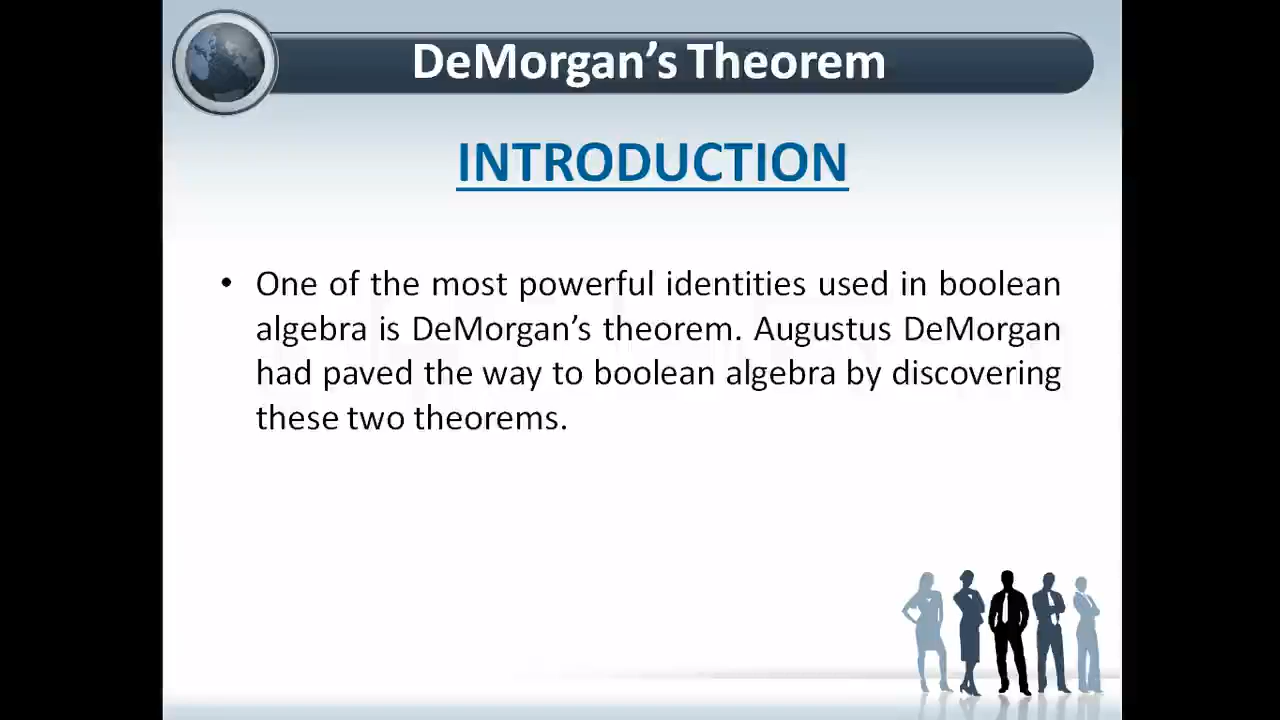 DeMorgan’s Theorem
INTRODUCTION
• One of the most powerful identities used in boolean
algebra is DeMorgan’s theorem. Augustus DeMorgan
had paved the way to boolean algebra by discovering
these two theorems.